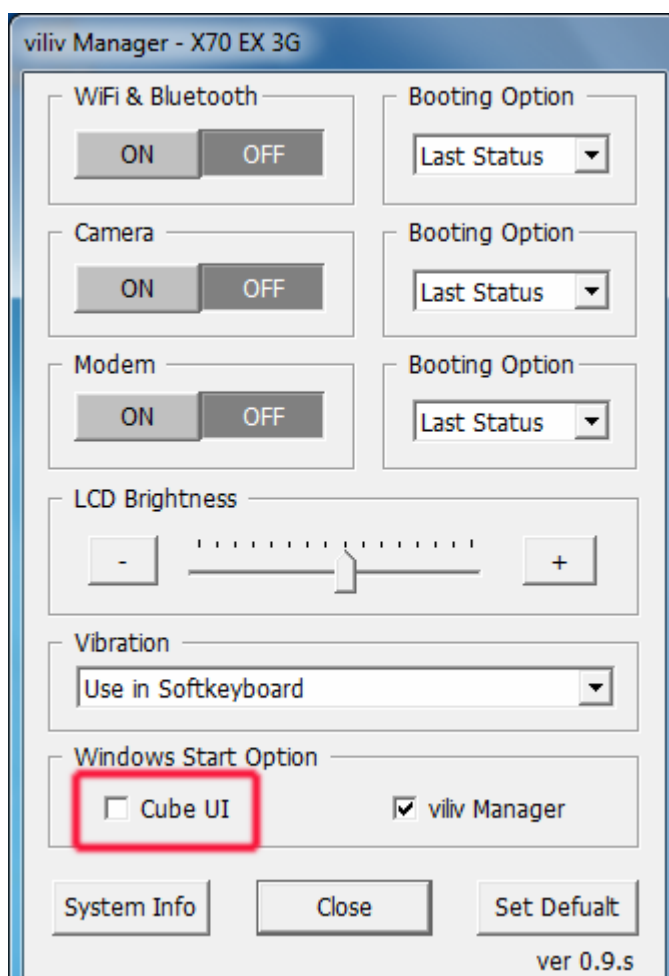 viliv Manager - X70 EX 3G
WiFi & Bluetooth Booting Option
ON OFF Last Status
Camera Booting Option
ON OFF Last Status
Modem Booting Option
ON OFF Last Status
LCD Brightness
- +
Vibration
Use in Softkeyboard
Windows Start Option
Cube UI viliv Manager
System Info Close Set Defualt
ver 0.9.s